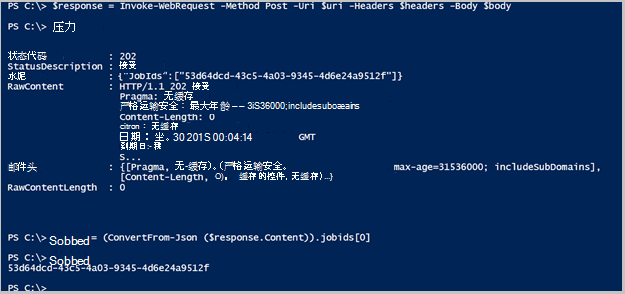 PS C:\> $response = Invoke-WebRequest -Method Post -Uri $uri -Headers $headers -Body $body
PS C:\> 压力
状态代码 : 202
StatusDescription : 接受
水泥 : {"JobIds":["53d64dcd-43c5-4a03-9345-4d6e24a9512f"]}
RawContent : HTTP/1.1 202 接受
Pragma: 无缓存
严格运输安全：最大年龄 -- 3iS36000;includesubomains
Content-Length: 0
citron：无缓存
日期：坐。30 201S 00:04:14 GMT
到期日:-我
S...
邮件头 : {[Pragma, 无-缓存)。(严格运输安全。 max-age=31536000; includeSubDomains],
[Content-Length, O)。 缓存的控件, 无缓存)...}
RawContentLength : 0
PS C:\> Sobbed = (ConvertFrom-Json ($response.Content)).jobids[0]
PS C:\> Sobbed
53d64dcd-43c5-4a03-9345-4d6e24a9512f
PS C:\>